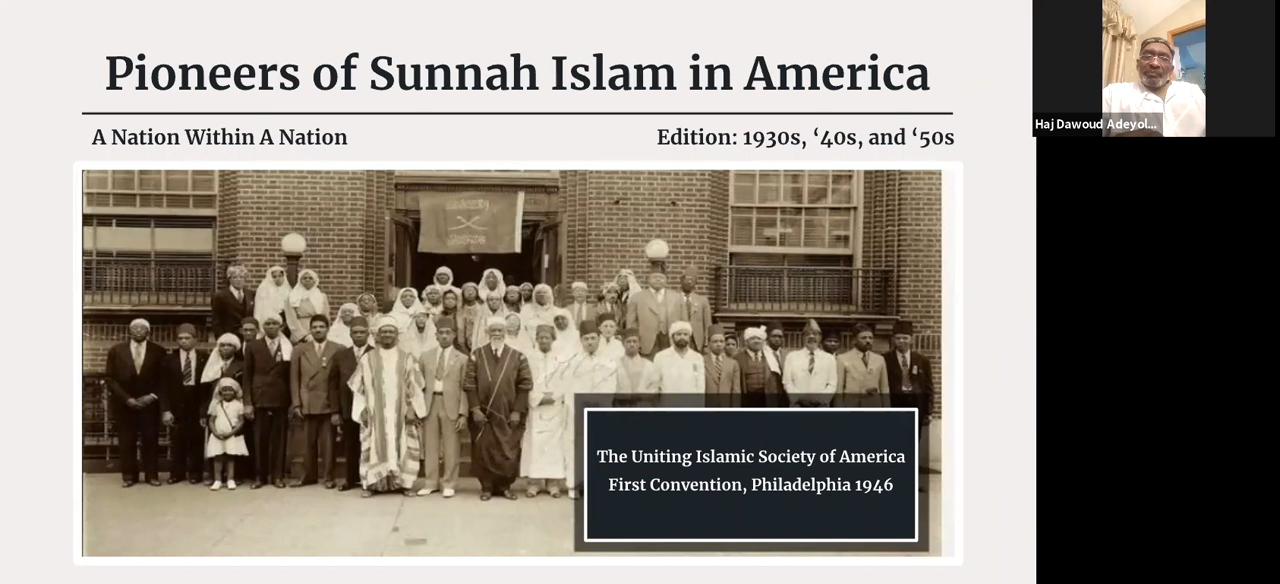 Pioneers of Sunnah Islam in America
A Nation Within A Nation
Edition: 1930s, ‘40s, and ‘50s
The Uniting Islamic Society of America
First Convention, Philadelphia 1946
Haj Dawoud Adeyol...